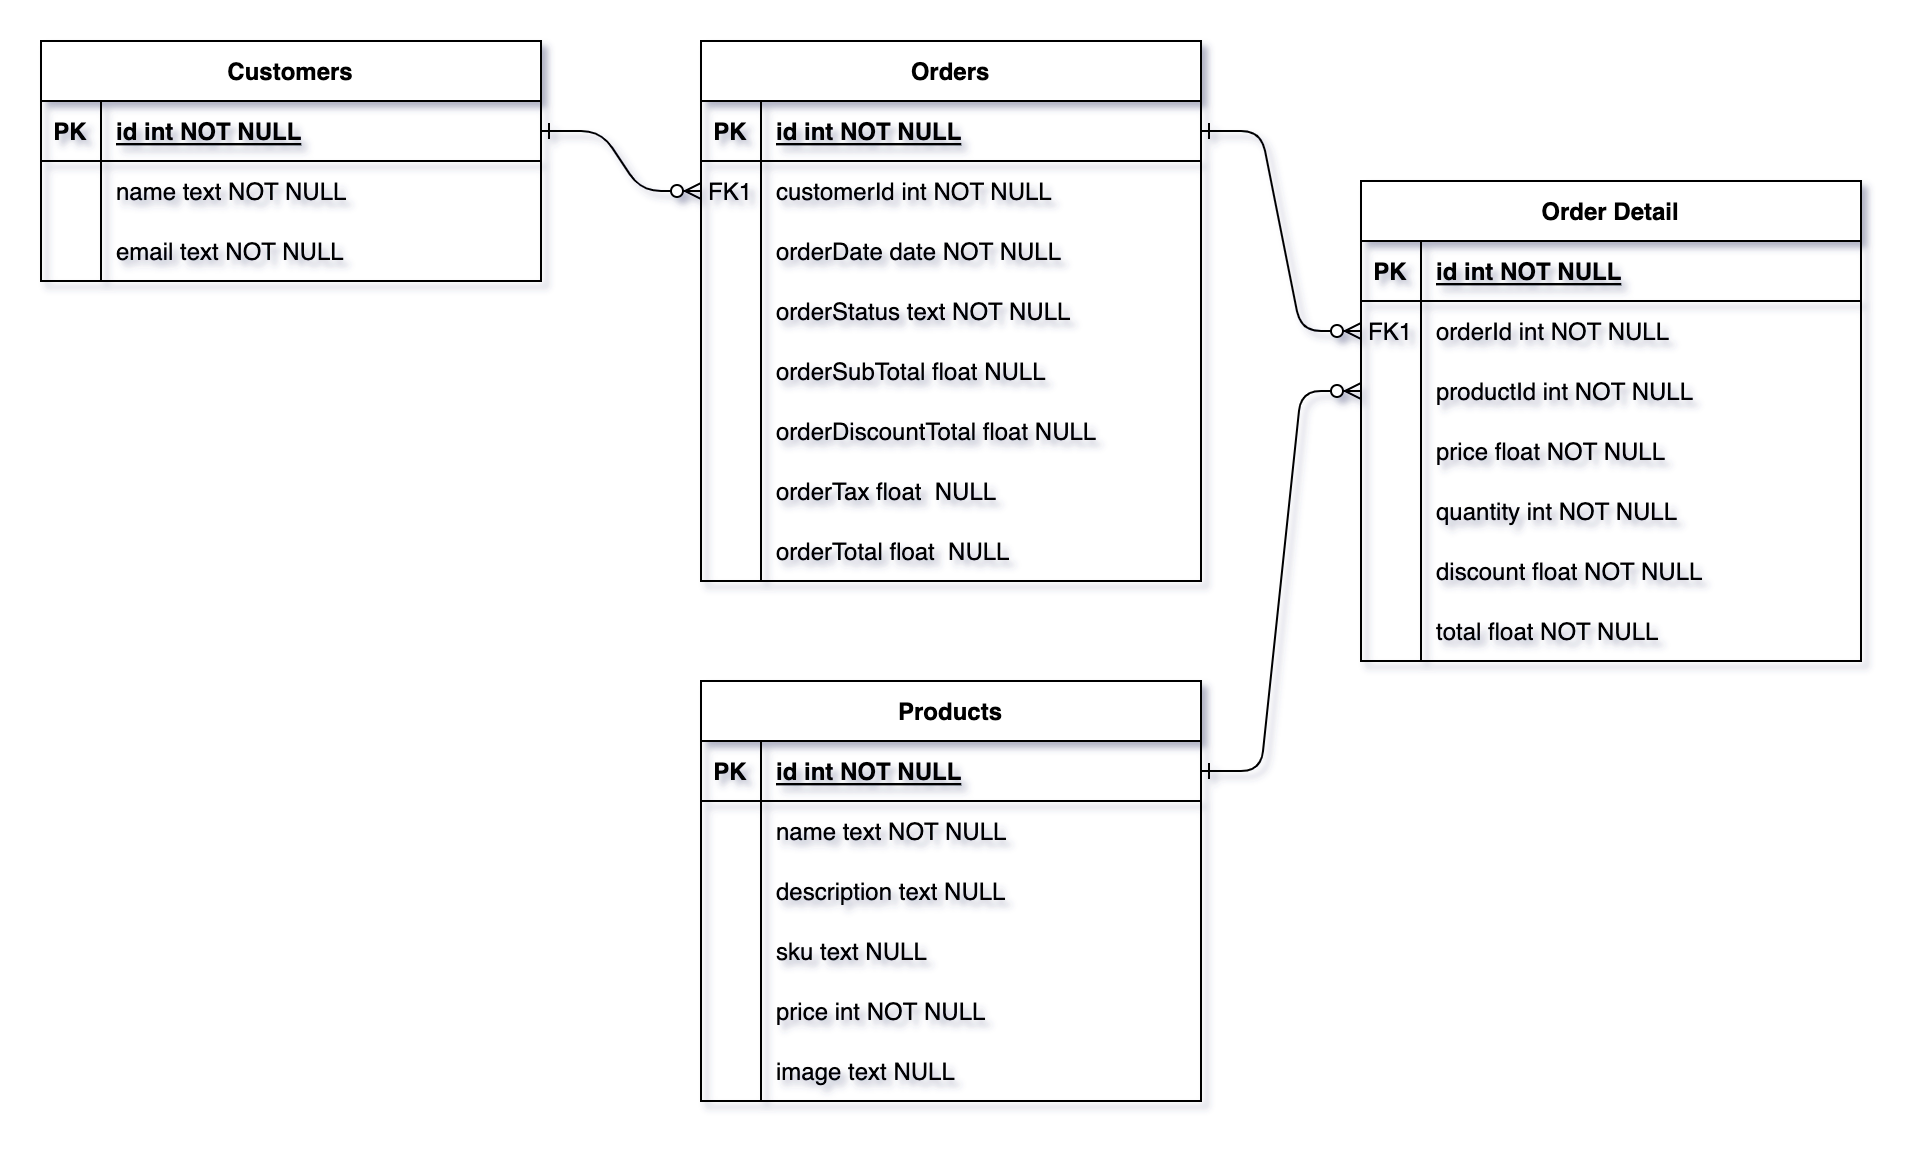 Customers
PK id int NOT NULL
name text NOT NULL
email text NOT NULL
Orders
PK id int NOT NULL
FK1 customerId int NOT NULL
orderDate date NOT NULL
orderStatus text NOT NULL
orderSubTotal float NULL
orderDiscountTotal float NULL
orderTax float  NULL
orderTotal float  NULL
Order Detail
PK id int NOT NULL
FK1 orderId int NOT NULL
productId int NOT NULL
price float NOT NULL
quantity int NOT NULL
discount float NOT NULL
total float NOT NULL
Products
PK id int NOT NULL
name text NOT NULL
description text NULL
sku text NULL
price int NOT NULL
image text NULL